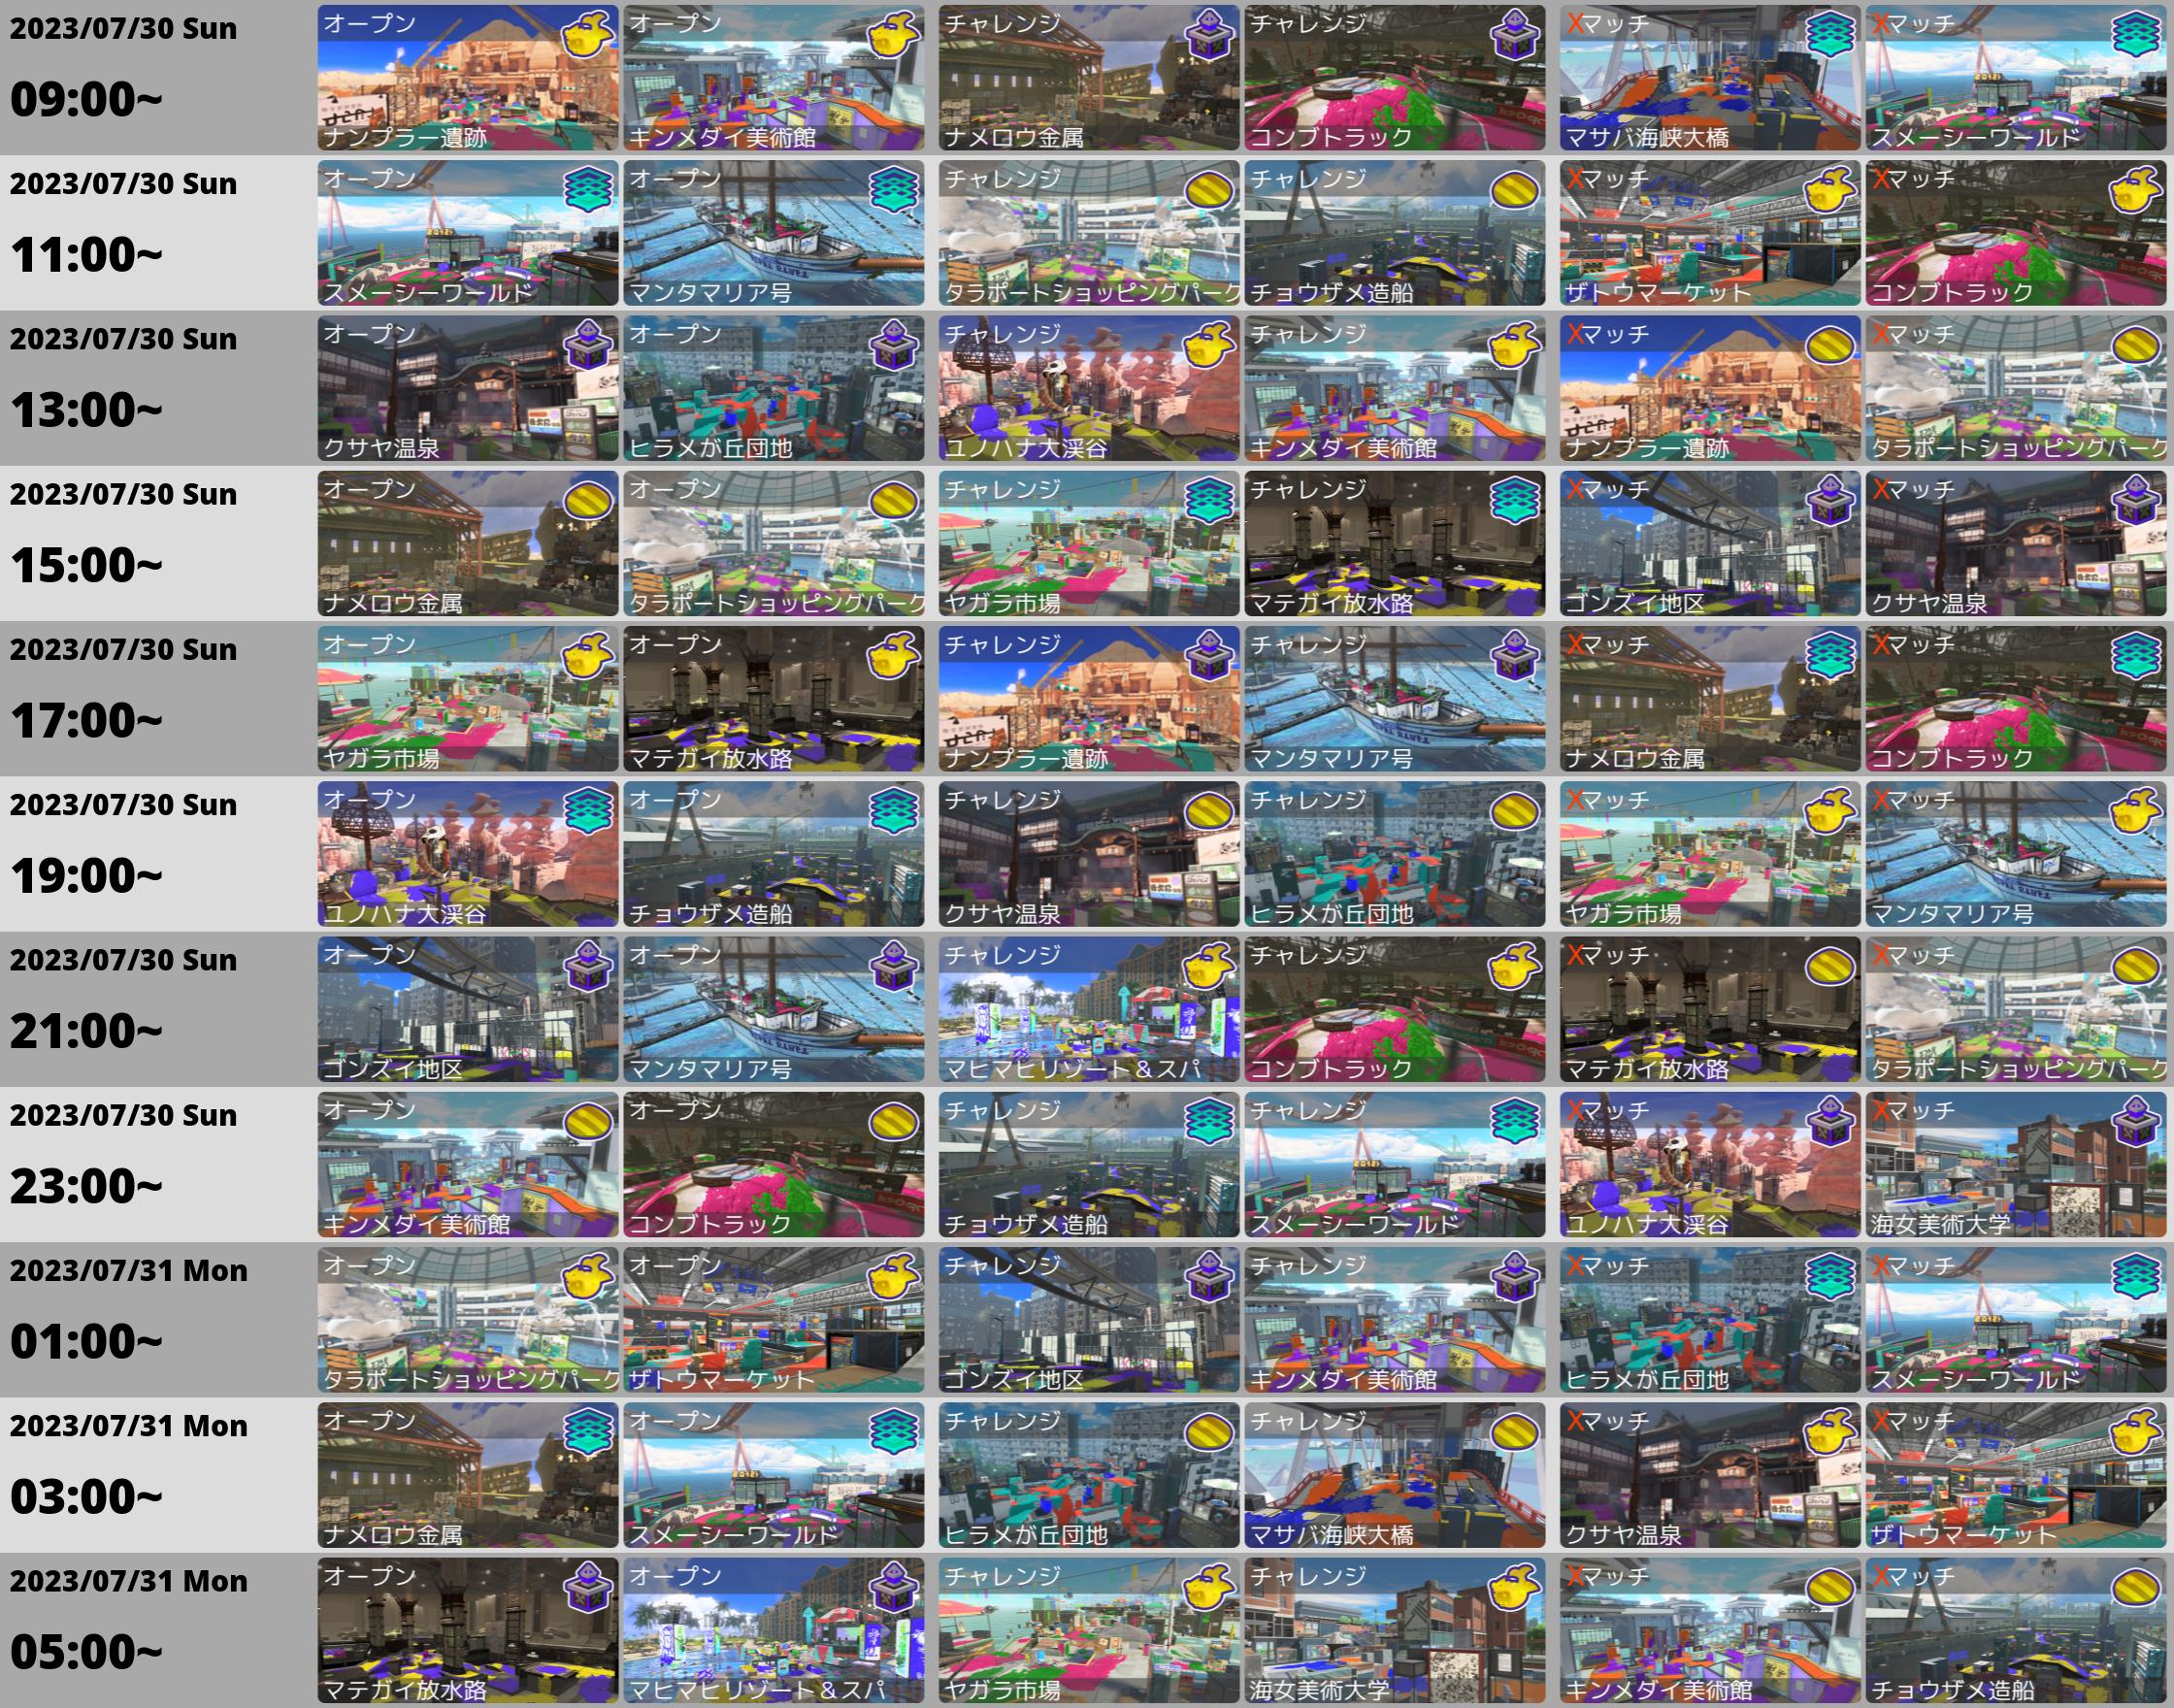 2023/07/30 Sun
09:00~
オープン オープン チャレンジ チャレンジ Xマッチ Xマッチ
ナンプラー遺跡 キンメダイ美術館 ナメロウ金属 コンブトラック マサバ海峡大橋 スメーシーワールド
2023/07/30 Sun
11:00~
オープン オープン チャレンジ チャレンジ Xマッチ Xマッチ
スメーシーワールド マンタマリア号 タラポートショッピングパーク チョウザメ造船 ザトウマーケット コンブトラック
2023/07/30 Sun
13:00~
オープン オープン チャレンジ チャレンジ Xマッチ Xマッチ
クサヤ温泉 ヒラメが丘団地 ユノハナ大渓谷 キンメダイ美術館 ナンプラー遺跡 タラポートショッピングパーク
2023/07/30 Sun
15:00~
オープン オープン チャレンジ チャレンジ Xマッチ Xマッチ
ナメロウ金属 タラポートショッピングパーク ヤガラ市場 マテガイ放水路 ゴンズイ地区 クサヤ温泉
2023/07/30 Sun
17:00~
オープン オープン チャレンジ チャレンジ Xマッチ Xマッチ
ヤガラ市場 マテガイ放水路 ナンプラー遺跡 マンタマリア号 ナメロウ金属 コンブトラック
2023/07/30 Sun
19:00~
オープン オープン チャレンジ チャレンジ Xマッチ Xマッチ
ユノハナ大渓谷 チョウザメ造船 クサヤ温泉 ヒラメが丘団地 ヤガラ市場 マンタマリア号
2023/07/30 Sun
21:00~
オープン オープン チャレンジ チャレンジ Xマッチ Xマッチ
ゴンズイ地区 マンタマリア号 マヒマヒリゾート&スパ コンブトラック マテガイ放水路 タラポートショッピングパーク
2023/07/30 Sun
23:00~
オープン オープン チャレンジ チャレンジ Xマッチ Xマッチ
キンメダイ美術館 コンブトラック チョウザメ造船 スメーシーワールド ユノハナ大渓谷 海女美術大学
2023/07/31 Mon
01:00~
オープン オープン チャレンジ チャレンジ Xマッチ Xマッチ
タラポートショッピングパーク ザトウマーケット ゴンズイ地区 キンメダイ美術館 ヒラメが丘団地 スメーシーワールド
2023/07/31 Mon
03:00~
オープン オープン チャレンジ チャレンジ Xマッチ Xマッチ
ナメロウ金属 スメーシーワールド ヒラメが丘団地 マサバ海峡大橋 クサヤ温泉 ザトウマーケット
2023/07/31 Mon
05:00~
オープン オープン チャレンジ チャレンジ Xマッチ Xマッチ
マテガイ放水路 マヒマヒリゾート&スパ ヤガラ市場 海女美術大学 キンメダイ美術館 チョウザメ造船